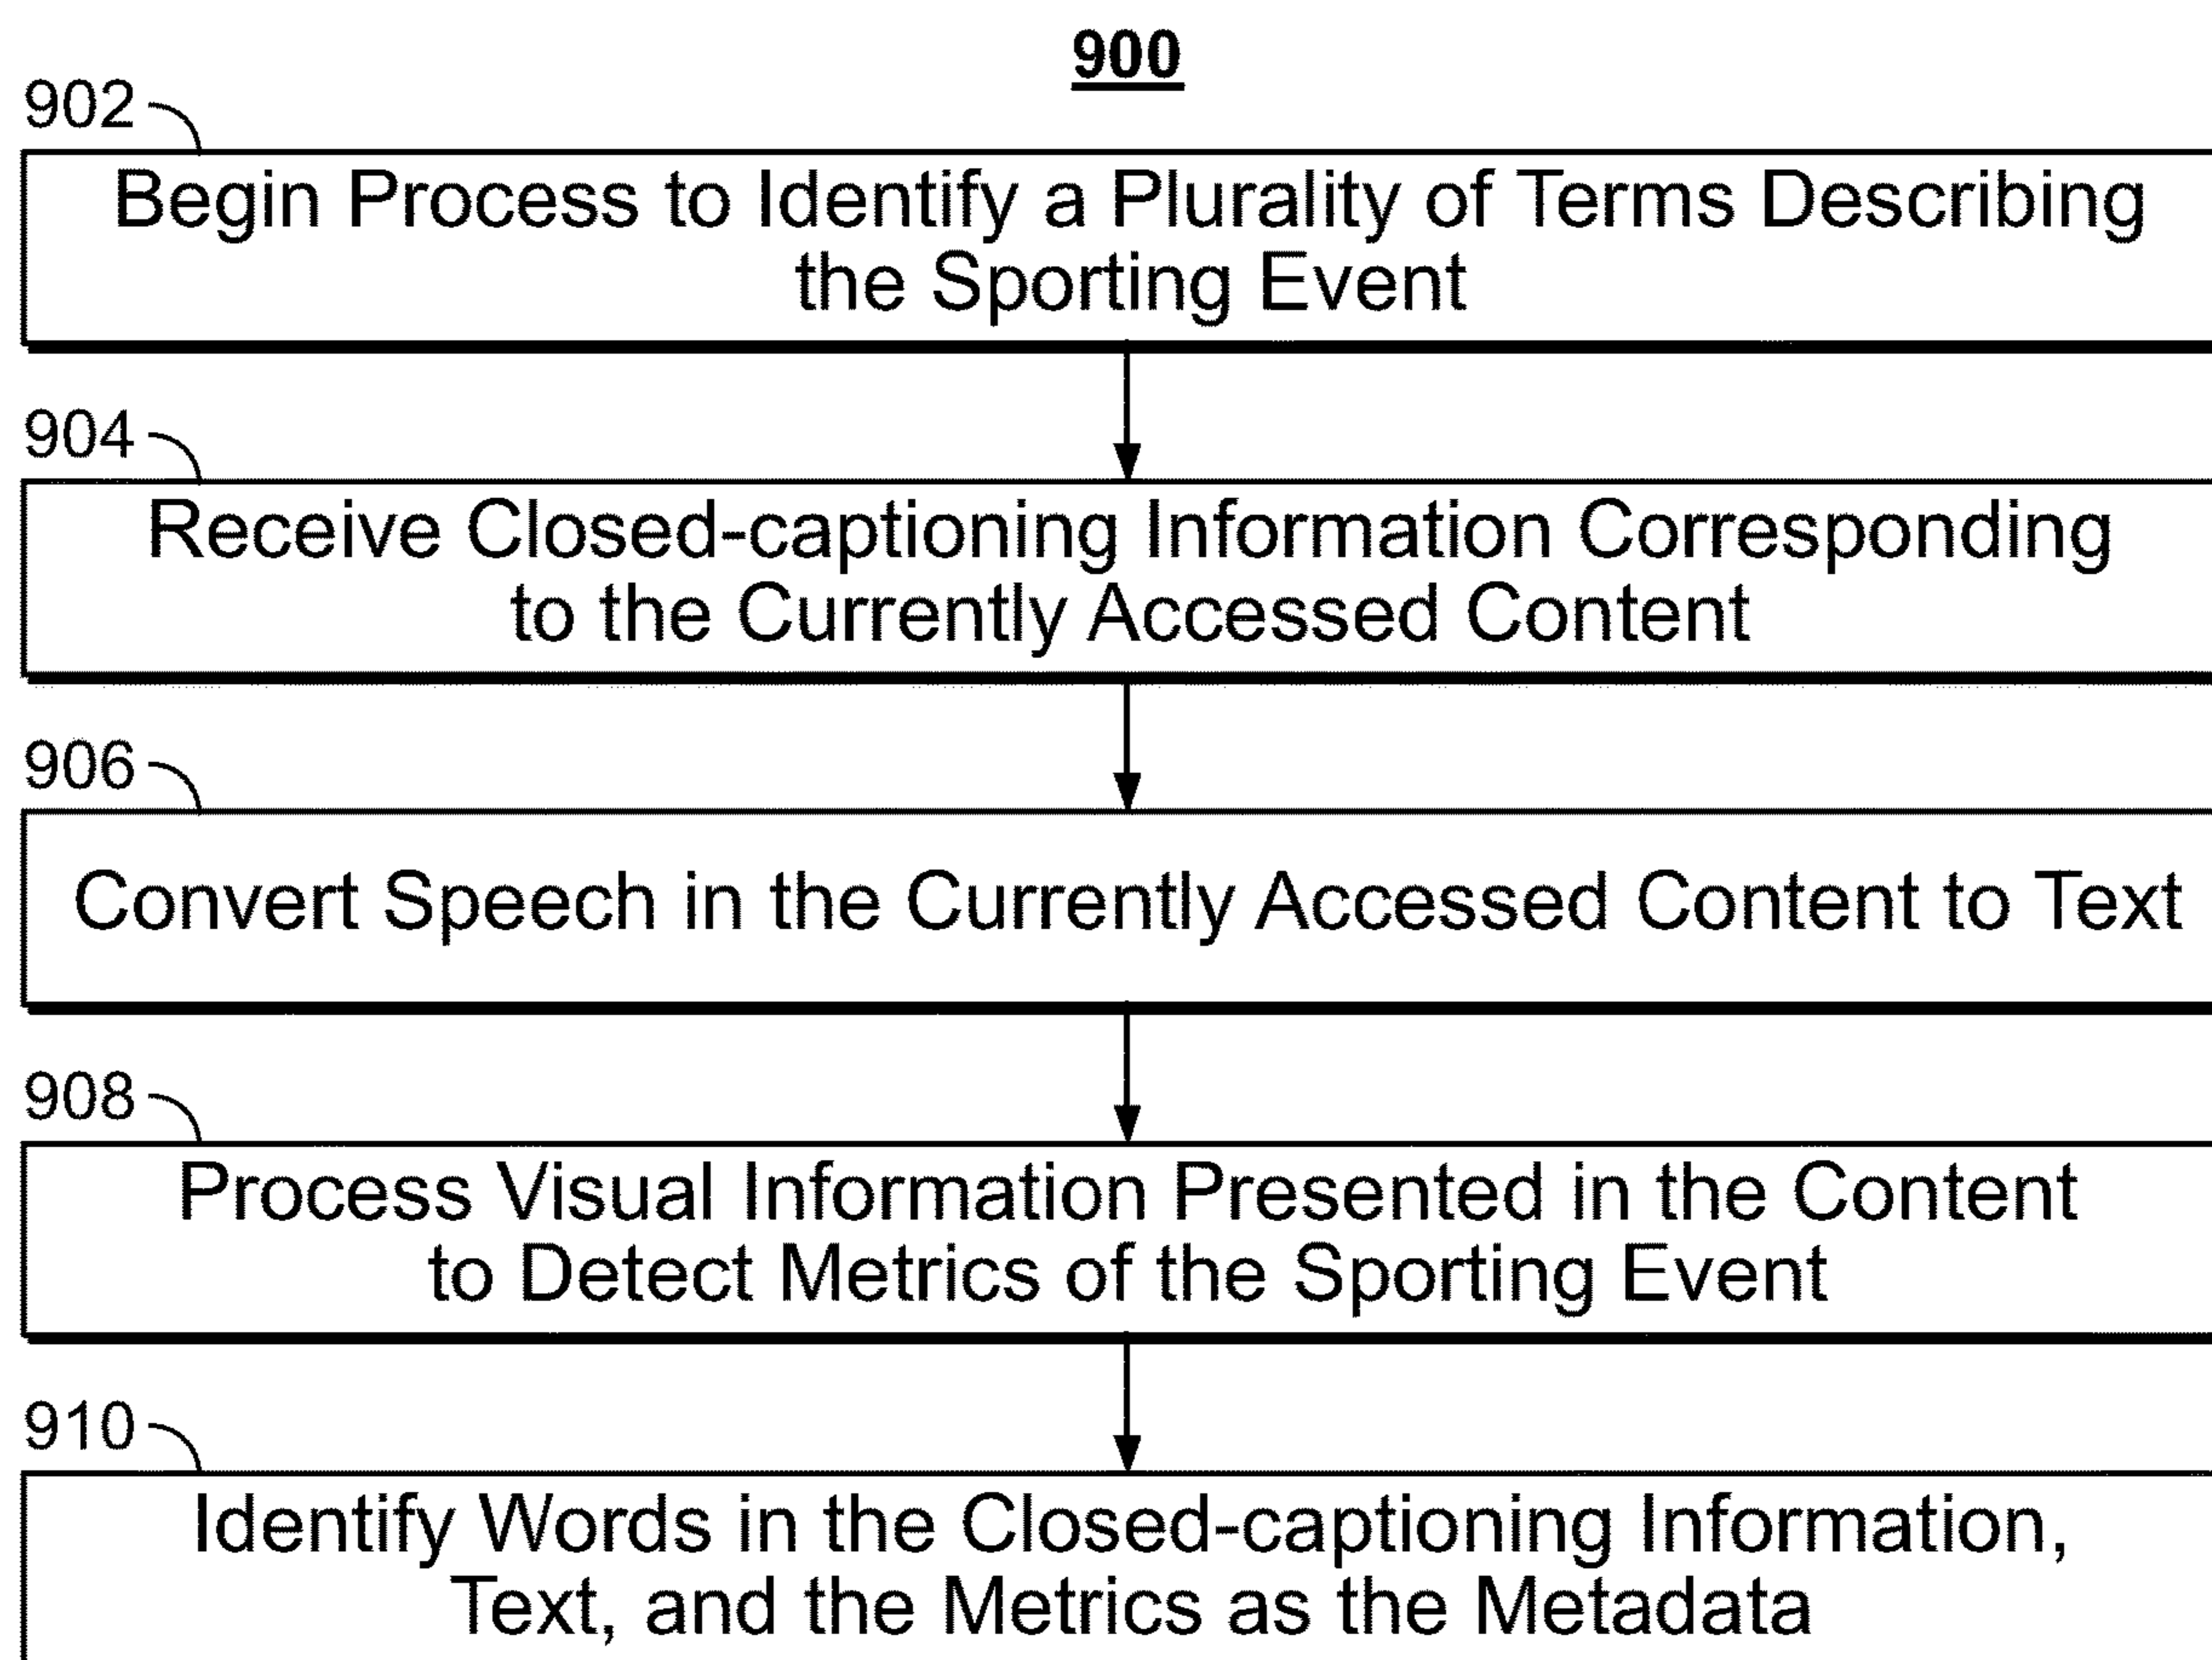 900
902
Begin Process to Identify a Plurality of Terms Describing
the Sporting Event
904
Receive Closed-captioning Information Corresponding
to the Currently Accessed Content
906
Convert Speech in the Currently Accessed Content to Text
908
Process Visual Information Presented in the Content
to Detect Metrics of the Sporting Event
910
Identify Words in the Closed-captioning Information,
Text, and the Metrics as the Metadata